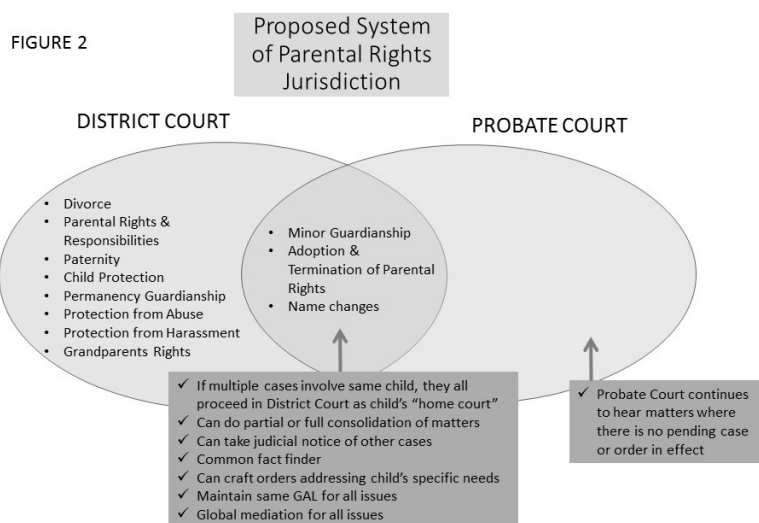 FIGURE 2
Proposed System
of Parental Rights
Jurisdiction
DISTRICT COURT
PROBATE COURT
• Divorce
• Parental Rights &
Responsibilities
• Paternity
• Child Protection
• Permanency Guardianship
• Protection from Abuse
• Protection from Harassment
• Grandparents Rights
• Minor Guardianship
• Adoption &
Termination of Parental
Rights
• Name changes
✓ If multiple cases involve same child, they all
proceed in District Court as child's "home court"
✓ Can do partial or full consolidation of matters
✓ Can take judicial notice of other cases
✓ Common fact finder
✓ Can craft orders addressing child's specific needs
✓ Maintain same GAL for all issues
✓ Global mediation for all issues
✓ Probate Court continues
to hear matters where
there is no pending case
or order in effect